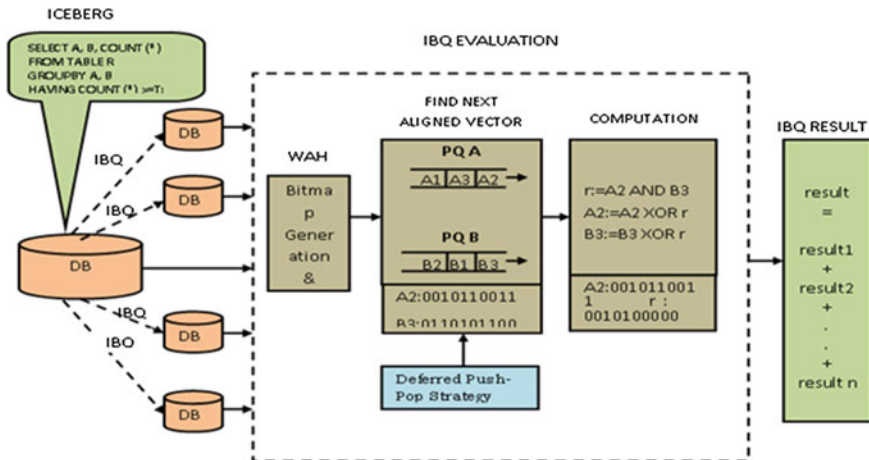 ICEBERG
SELECT A, B, COUNT (*)
FROM TABLE R
GROUPBY A, B
HAVING COUNT (*) >=T;
IBQ EVALUATION
DB
IBQ
DB
IBQ
DB
IBQ
DB
IBQ
DB
WAH
Bitma
p
Gener
ation
&
FIND NEXT
ALIGNED VECTOR
PQ A
A1 A3 A2
PQ B
B2 B1 B3
A2:0010110011
B3:0110101100
Deferred Push-
Pop Strategy
COMPUTATION
r:=A2 AND B3
A2:=A2 XOR r
B3:=B3 XOR r
A2:001011001
1 r :
0010100000
IBQ RESULT
result
=
result1
+
result2
+
.
.
+
result n